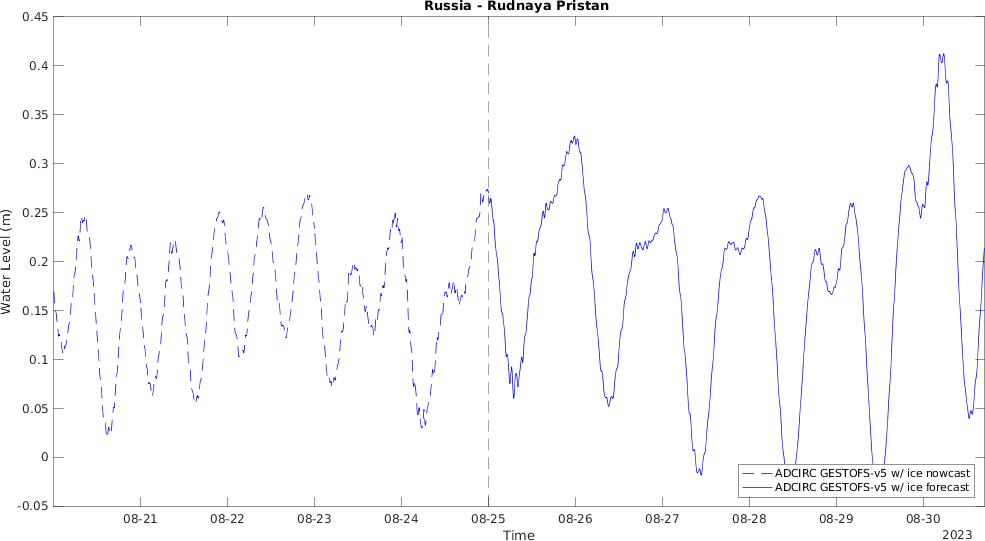 Russia - Rudnaya Pristan
0.45
0.4
0.35
0.3
0.25
0.2
0.15
0.1
0.05
0
-0.05
Water Level (m)
ADCIRC GESTOFS-v5 w/ ice nowcast
ADCIRC GESTOFS-v5 w/ ice forecast
08-21 08-22 08-23 08-24 08-25 08-26 08-27 08-28 08-29 08-30
Time
2023